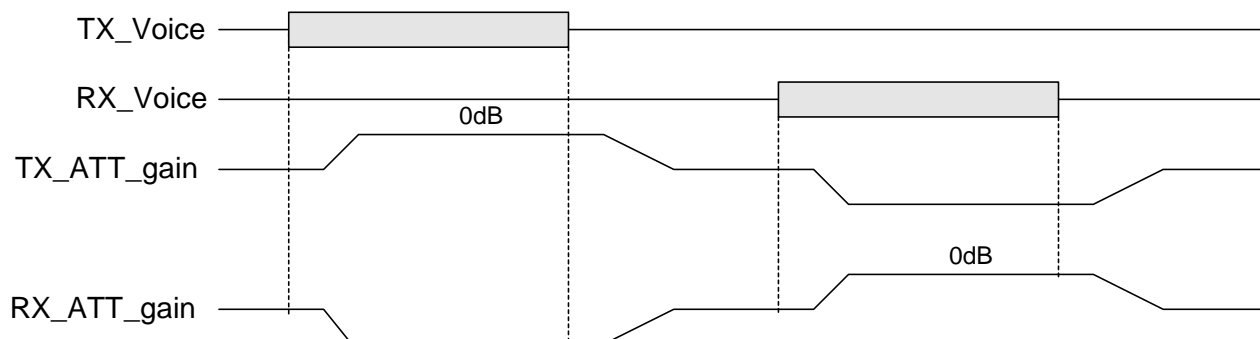 TX_Voice
RX_Voice
0dB
TX_ATT_gain
0dB
RX_ATT_gain